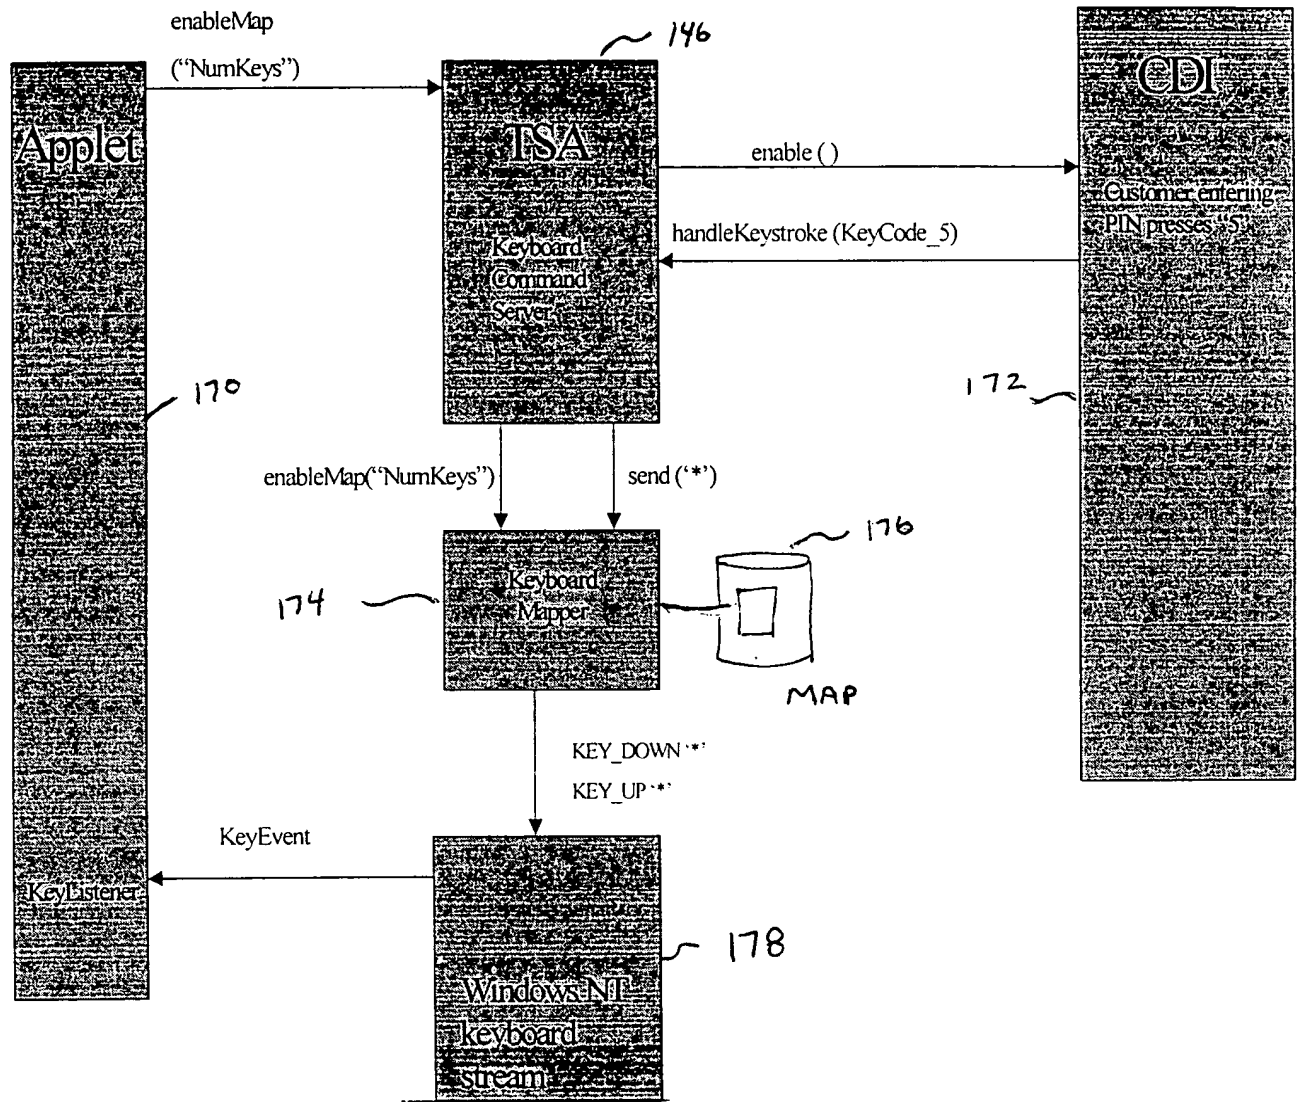 enableMap
("NumKeys")
146
CDI
Applet
TSA
enable ( )
Customer entering
PIN presses "5"
Keyboard
Command
Server
handleKeystroke (KeyCode_5)
170
172
enableMap("NumKeys")
send ('*')
176
Keyboard
Mapper
174
MAP
KEY_DOWN '*'
KEY_UP '*'
KeyEvent
KeyListener
178
Windows NT
keyboard
stream